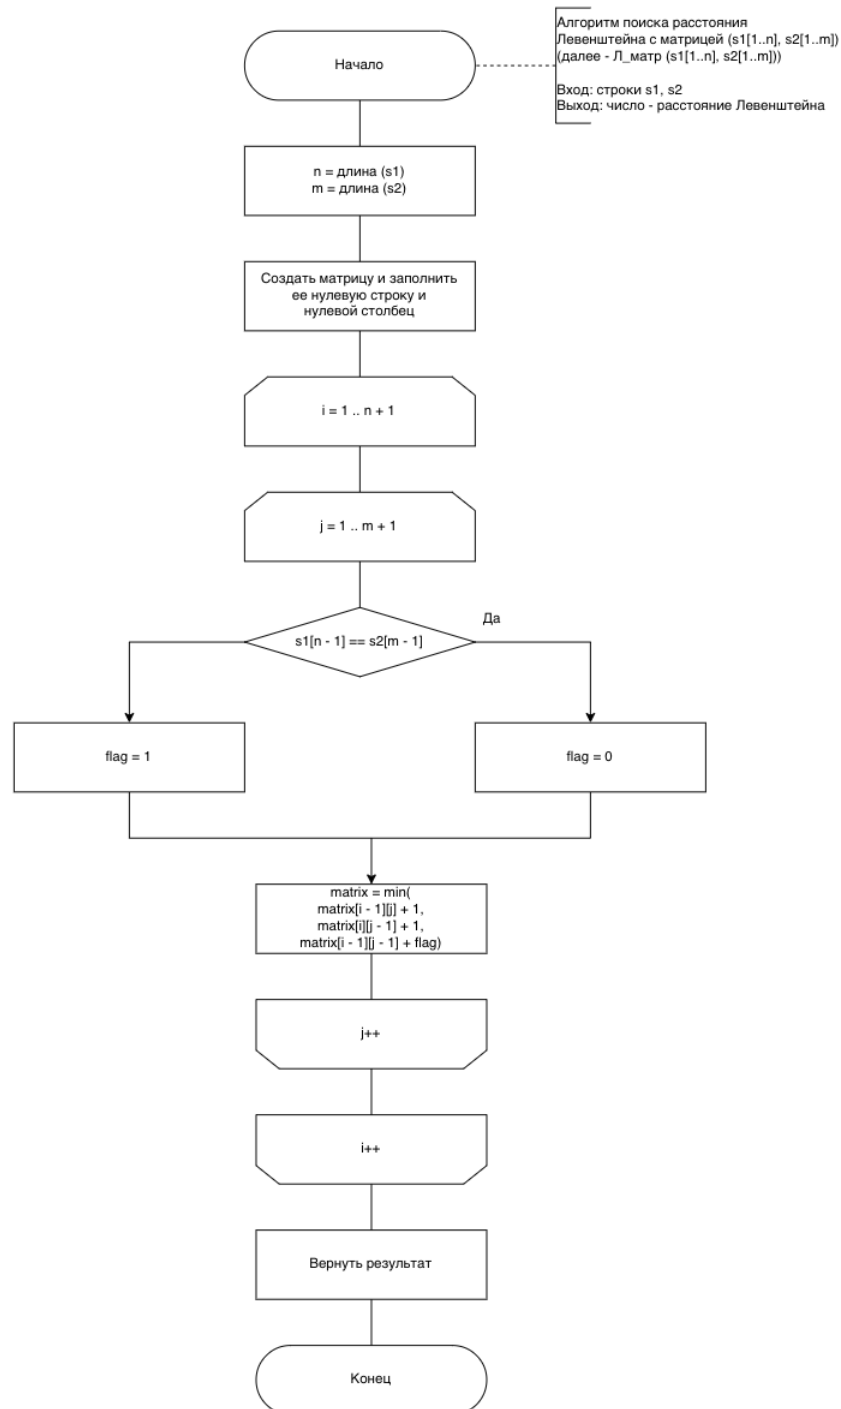 Начало
Алгоритм поиска расстояния
Левенштейна с матрицей (s1[1..n], s2[1..m])
(далее - Л_матр (s1[1..n], s2[1..m]))
Вход: строки s1, s2
Выход: число - расстояние Левенштейна
n = длина (s1)
m = длина (s2)
Создать матрицу и заполнить
ее нулевую строку и
нулевой столбец
i = 1 .. n + 1
j = 1 .. m + 1
s1[n - 1] == s2[m - 1]
Да
flag = 1
flag = 0
matrix = min(
matrix[i - 1][j] + 1,
matrix[i][j - 1] + 1,
matrix[i - 1][j - 1] + flag)
j++
i++
Вернуть результат
Конец